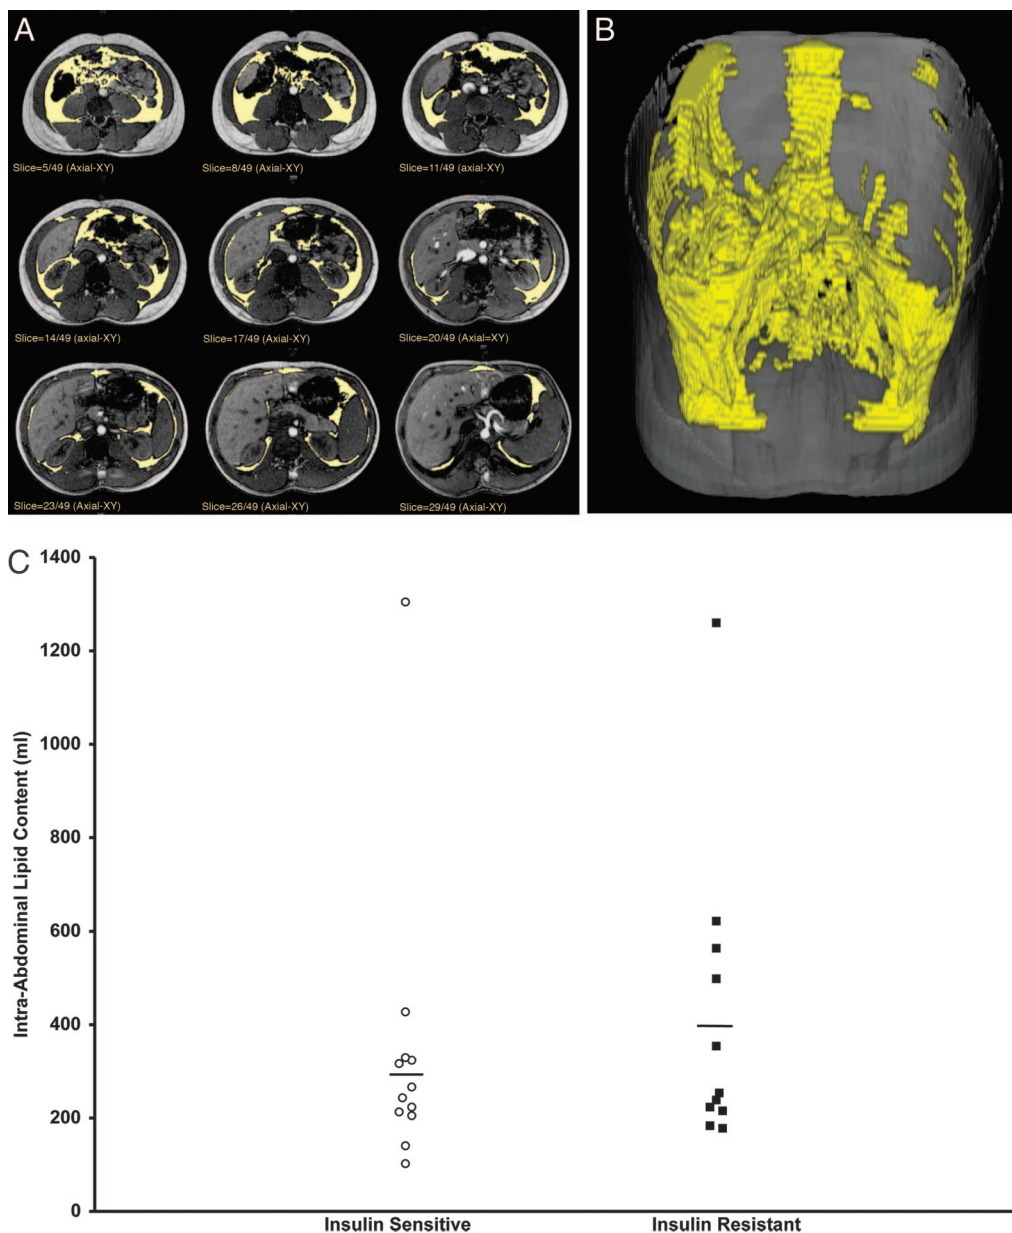 A
B
Slice=5/49 (Axial-XY)
Slice=8/49 (Axial-XY)
Slice=11/49 (axial-XY)
Slice=14/49 (axial-XY)
Slice=17/49 (Axial-XY)
Slice=20/49 (Axial=XY)
Slice=23/49 (Axial-XY)
Slice=26/49 (Axial-XY)
Slice=29/49 (Axial-XY)
C
1400
1200
1000
800
600
400
200
0
Intra-Abdominal Lipid Content (ml)
Insulin Sensitive
Insulin Resistant